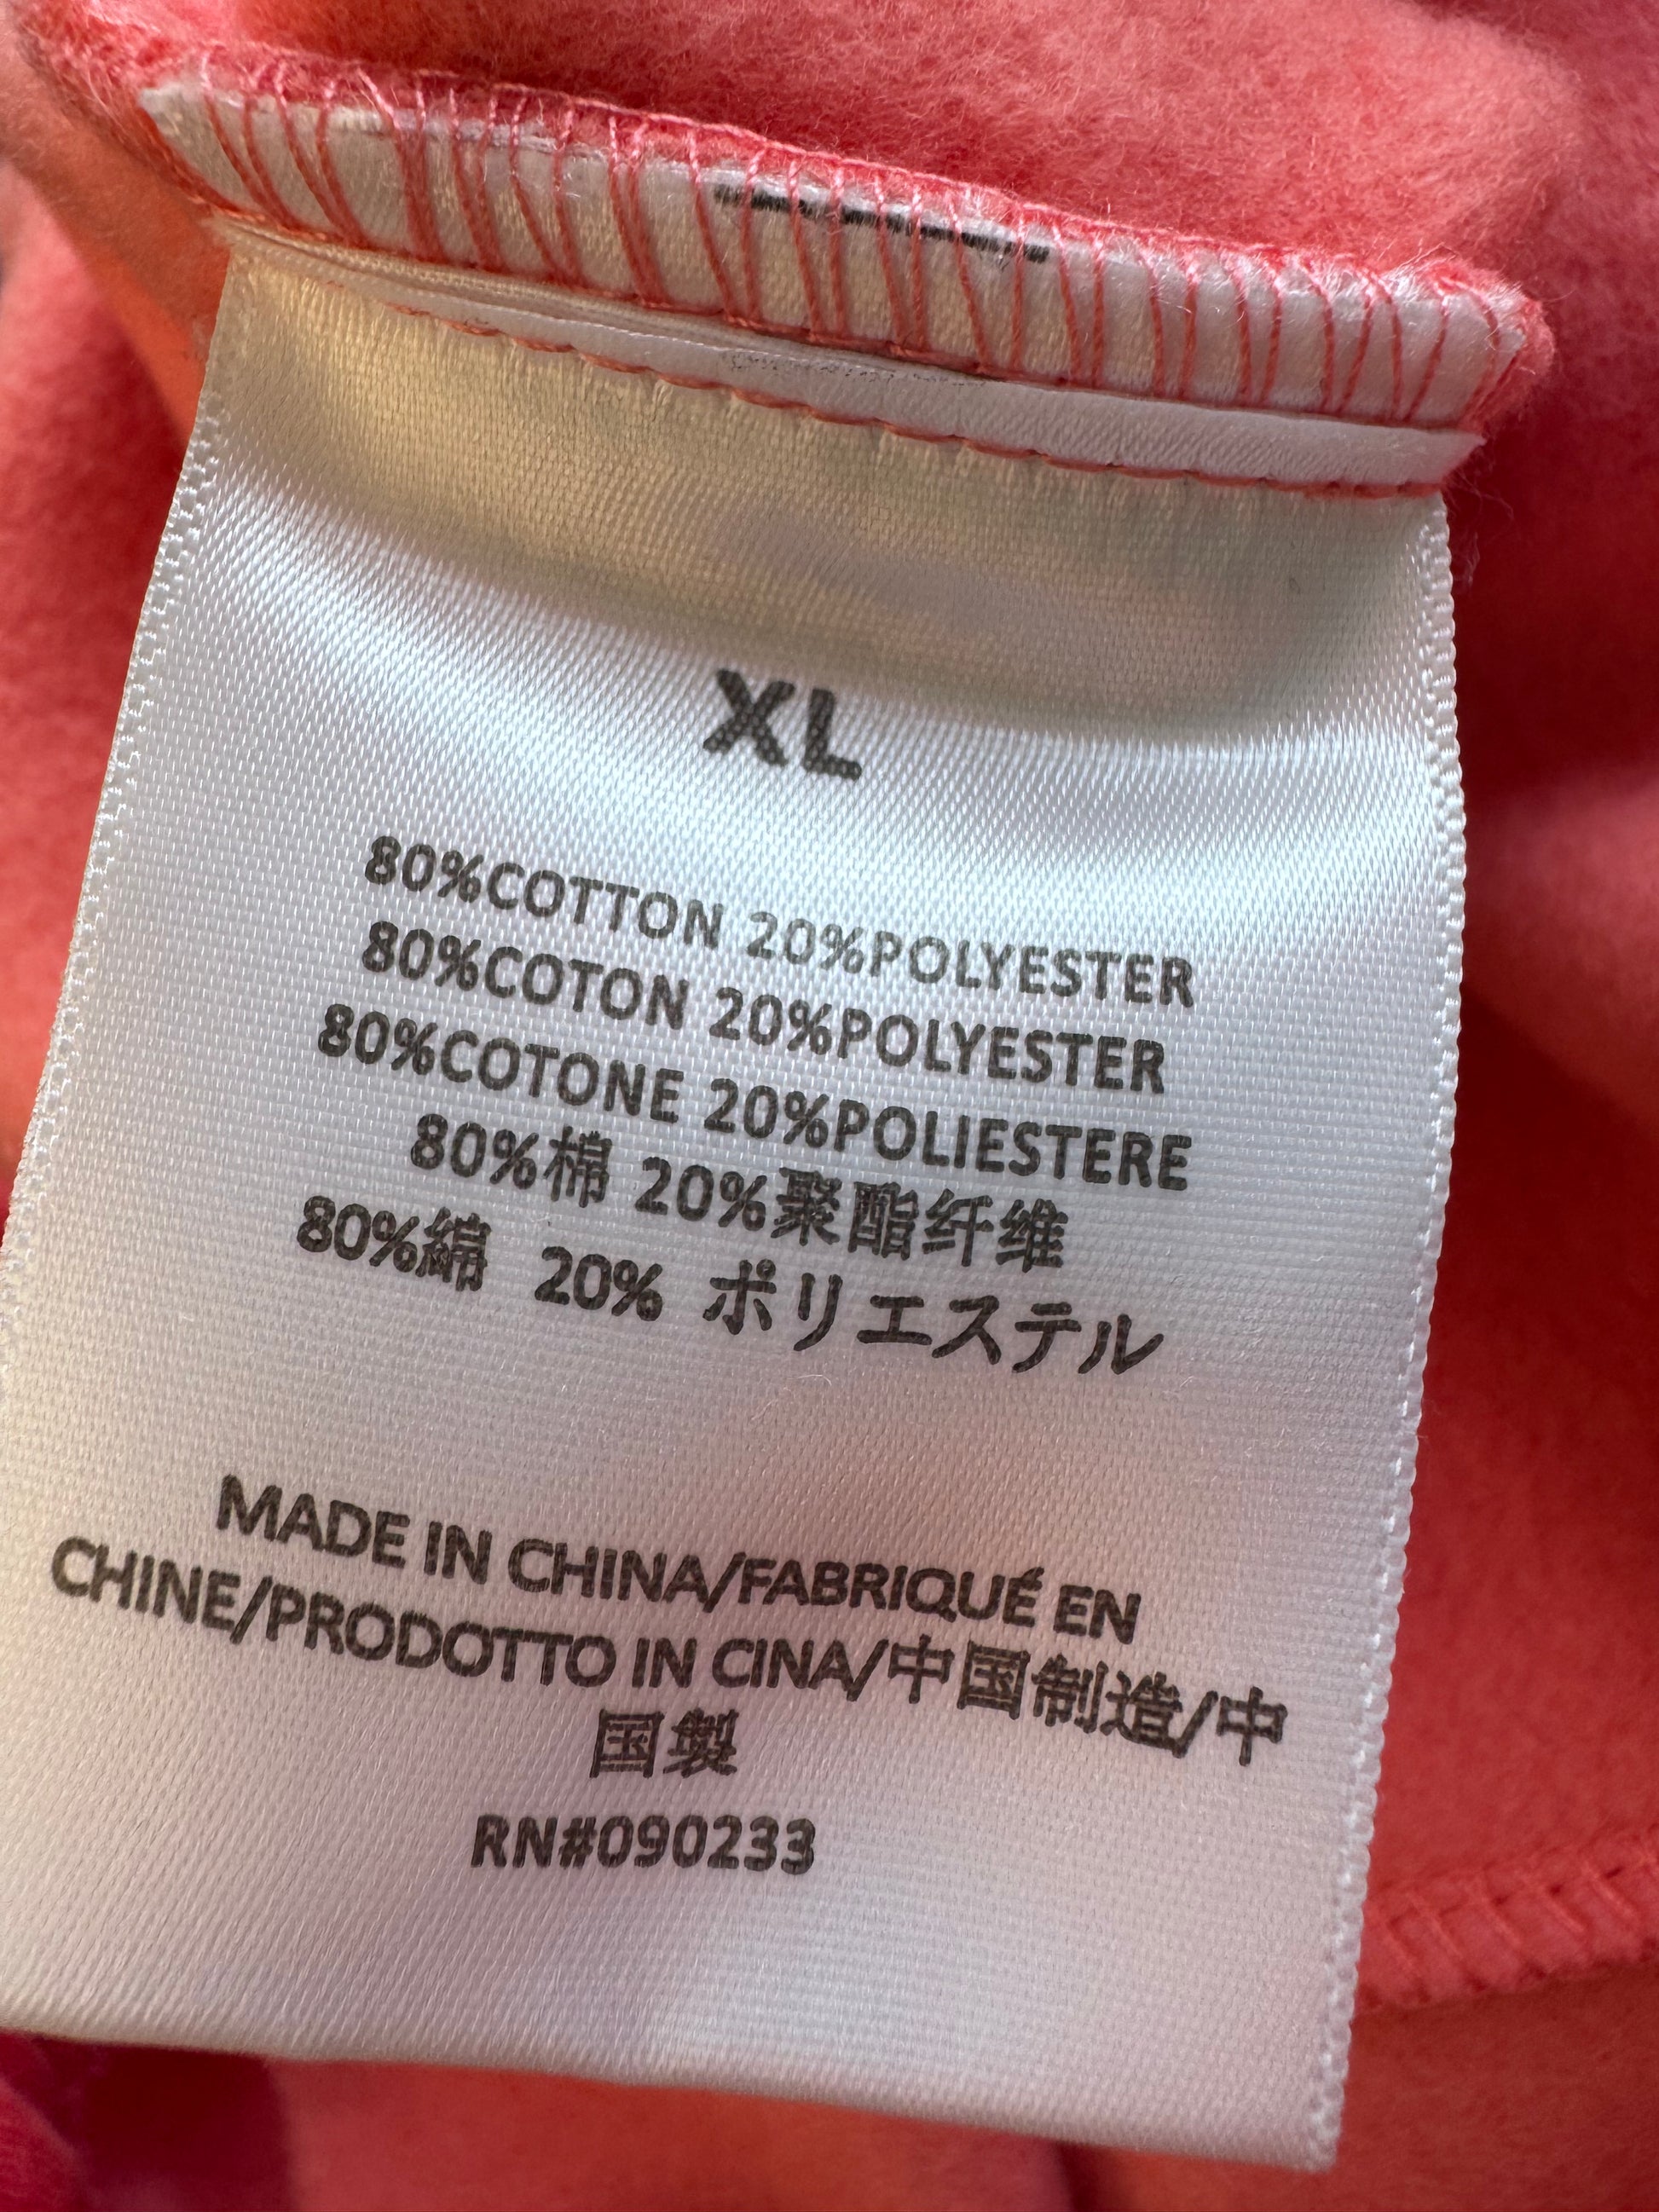 XL
80%COTTON 20%POLYESTER
80%COTON 20%POLYESTER
80%COTONE 20%POLIESTERE
80%棉 20%聚酯纤维
80%綿 20% ポリエステル
MADE IN CHINA/FABRIQUÉ EN
CHINE/PRODOTTO IN CINA/中国制造/中
国製
RN#090233